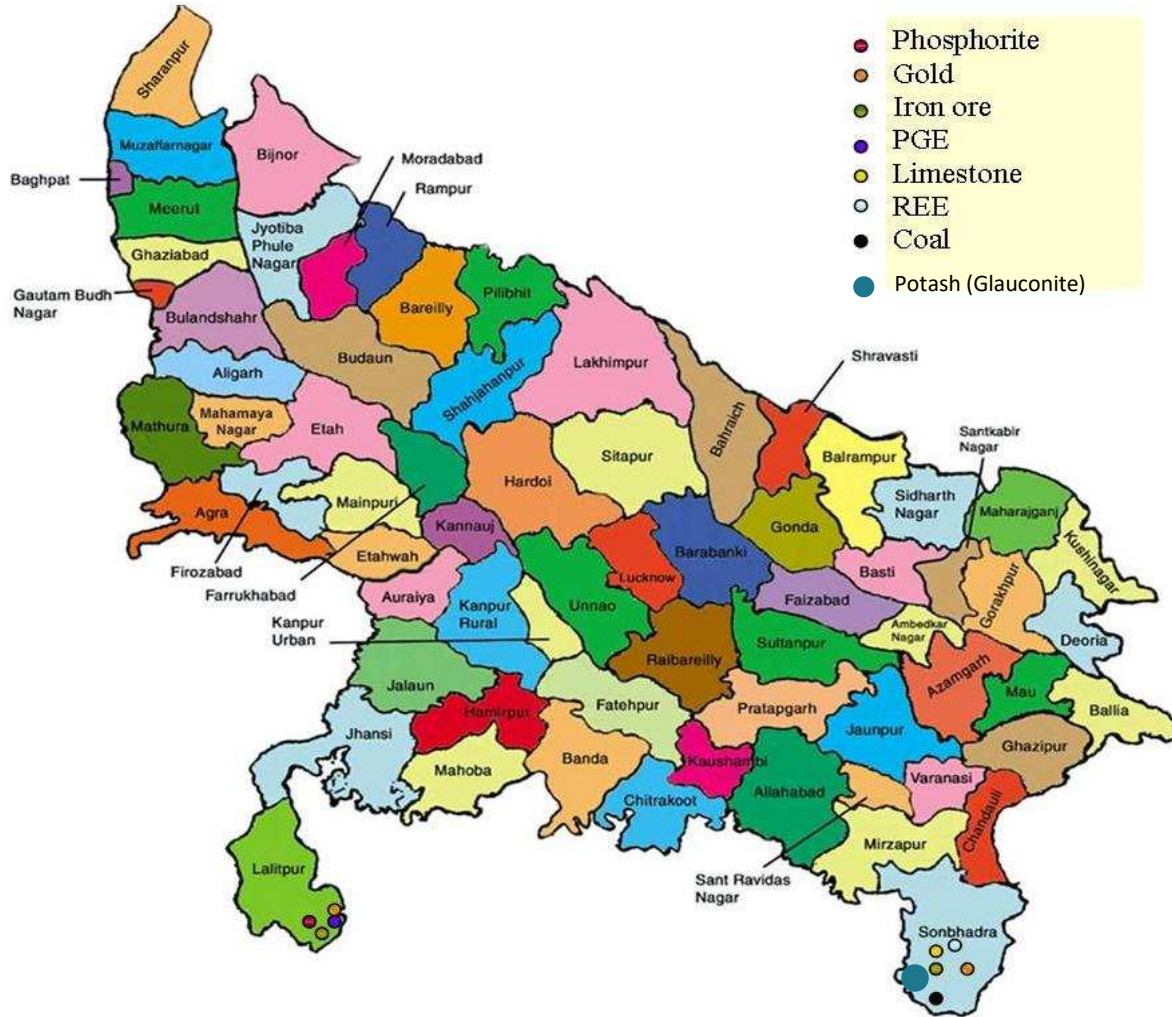 Sharanpur
Phosphorite
Gold
Iron ore
PGE
Limestone
REE
Coal
Potash (Glauconite)
Muzaffarnagar
Bijnor
Moradabad
Baghpat
Rampur
Meerut
Jyotiba
Phule
Nagar
Ghaziabad
Gautam Budh
Nagar
Bulandshahr
Bareilly
Pilibhit
Budaun
Shahjahanpur
Lakhimpur
Shravasti
Aligarh
Mahamaya
Nagar
Mathura
Etah
Bahraich
Santkabir
Nagar
Hardoi
Sitapur
Balrampur
Sidharth
Nagar
Maharajganj
Kushinagar
Agra
Mainpuri
Kannauj
Gonda
Etahwah
Firozabad
Farrukhabad
Lucknow
Barabanki
Basti
Gorakhpur
Auraiya
Kanpur
Rural
Unnao
Faizabad
Ambedkar
Nagar
Deoria
Kanpur
Urban
Raibareilly
Sultanpur
Azamgarh
Mau
Ballia
Jalaun
Hamirpur
Fatehpur
Pratapgarh
Jaunpur
Ghazipur
Jhansi
Mahoba
Banda
Kaushambi
Allahabad
Varanasi
Chitrakoot
Chandauli
Mirzapur
Lalitpur
Sant Ravidas
Nagar
Sonbhadra